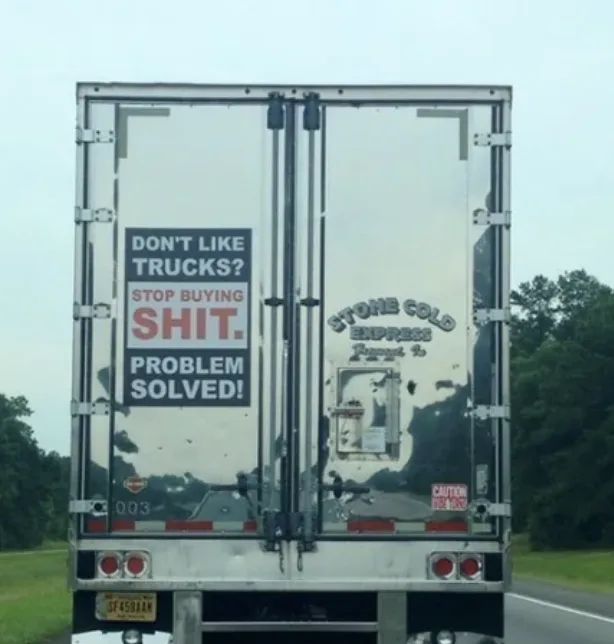 DON'T LIKE
TRUCKS?
STOP BUYING
SHIT.
PROBLEM
SOLVED!
STONE COLD
EXPRESS
003
CAUTION